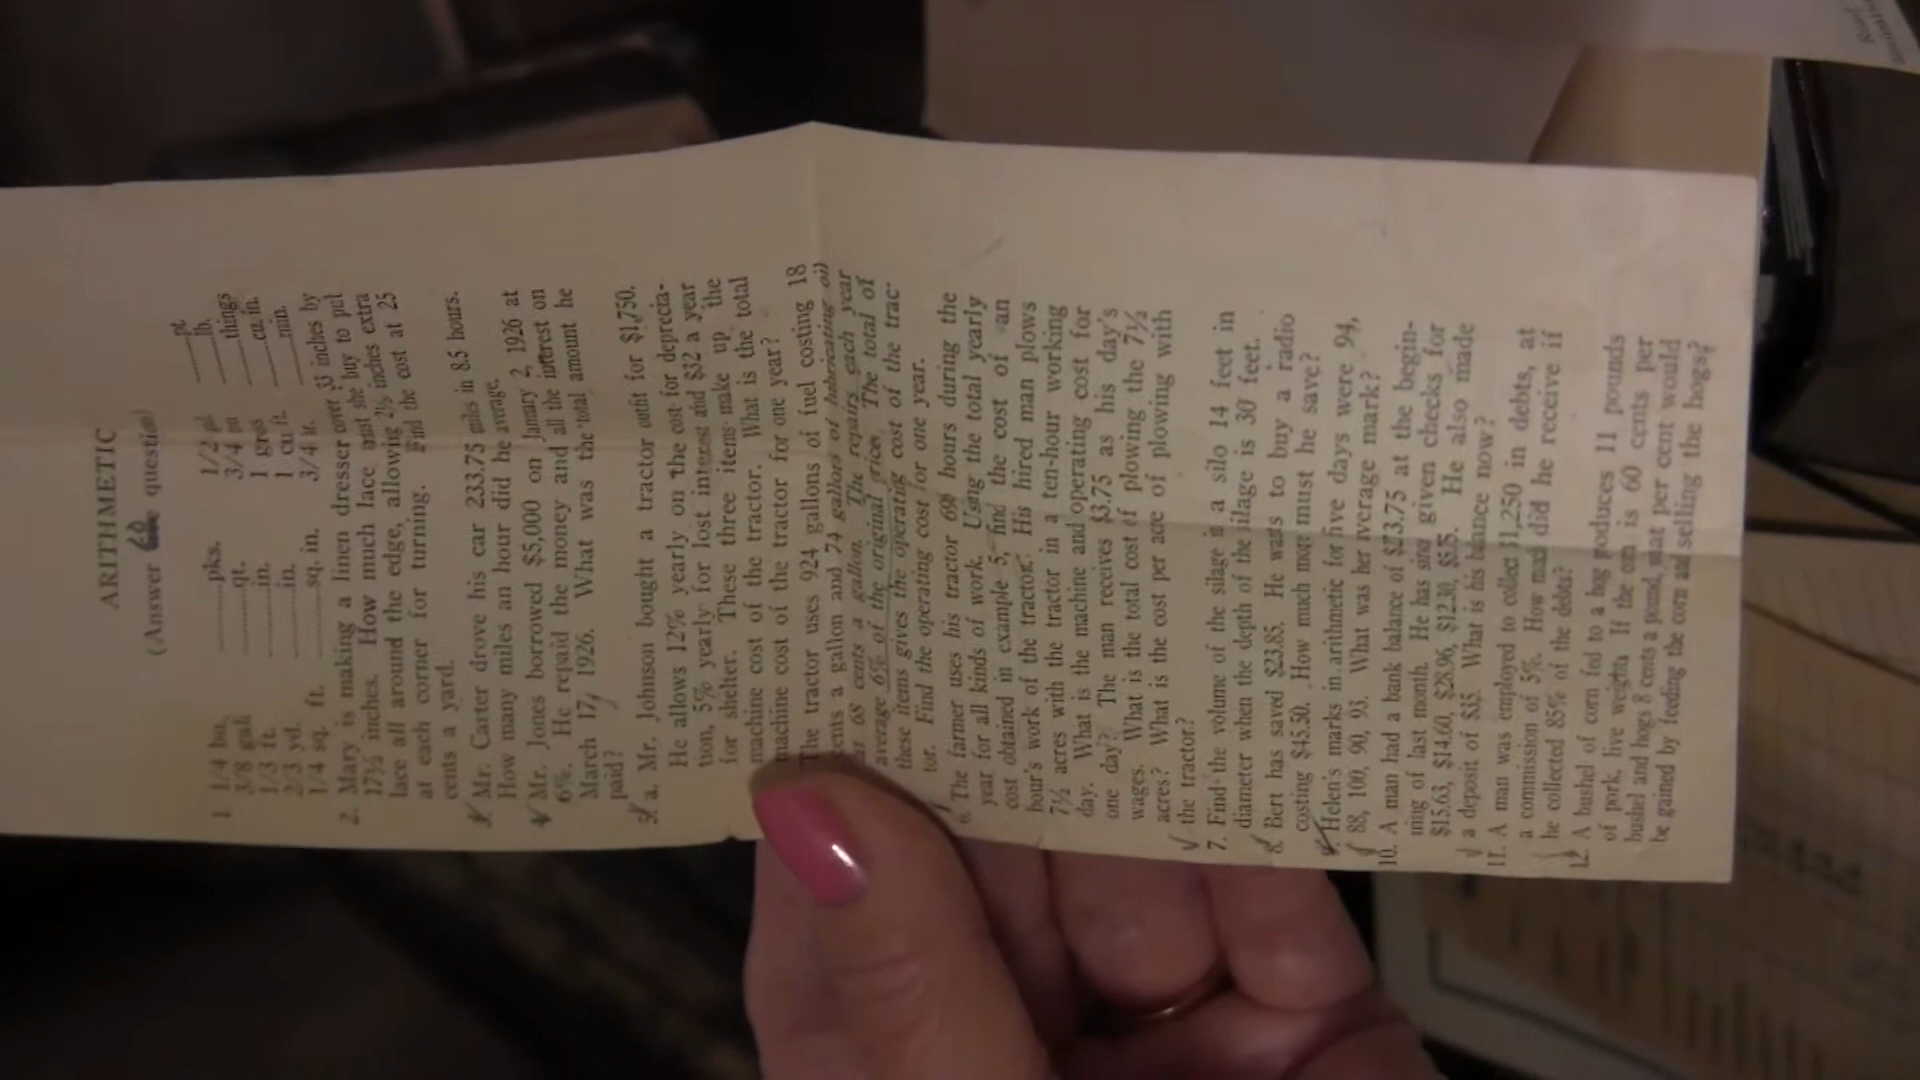 ARITHMETIC
(Answer question)
1. 1/4 bu. pks. 1/2 pt.
3/8 gal. qt. 3/4 lb.
1/3 ft. in. 1 gross things
2/3 yd. in. 1 cu. ft. cu. in.
1/4 sq. ft. sq. in. 3/4 hr. min.
2. Mary is making a linen dresser cover 33 inches by
17½ inches. How much lace must she buy to put
lace all around the edge, allowing 2½ inches extra
at each corner for turning. Find the cost at 25
cents a yard.
3. Mr. Carter drove his car 233.75 miles in 8.5 hours.
How many miles an hour did he average.
4. Mr. Jones borrowed $5,000 on January 2, 1926 at
6%. He repaid the money and all the interest on
March 17, 1926. What was the total amount he
paid?
5. a. Mr. Johnson bought a tractor outfit for $1,750.
He allows 12% yearly on the cost for deprecia-
tion, 5% yearly for lost interest and $32 a year
for shelter. These three items make up the
machine cost of the tractor. What is the total
machine cost of the tractor for one year?
The tractor uses 924 gallons of fuel costing 18
cents a gallon and 74 gallons of lubricating oil
at 68 cents a gallon. The repairs each year
average 6% of the original price. The total of
these items gives the operating cost of the trac-
tor. Find the operating cost for one year.
6. The farmer uses his tractor hours during the
year for all kinds of work. Using the total yearly
cost obtained in example 5, find the cost of an
hour's work of the tractor. His hired man plows
7½ acres with the tractor in a ten-hour working
day. What is the machine and operating cost for
one day? The man receives $3.75 as his day's
wages. What is the total cost of plowing the 7½
acres? What is the cost per acre of plowing with
the tractor?
7. Find the volume of the silage in a silo 14 feet in
diameter when the depth of the silage is 30 feet.
8. Bert has saved $23.85. He wants to buy a radio
costing $45.50. How much more must he save?
9. Helen's marks in arithmetic for five days were 94,
88, 100, 90, 93. What was her average mark?
10. A man had a bank balance of $23.75 at the begin-
ning of last month. He has since given checks for
$15.63, $14.60, $28.96, $12.30, He also made
a deposit of $35. What is his balance now?
11. A man was employed to collect $1,250 in debts, at
a commission of 5%. How much did he receive if
he collected 85% of the debts?
12. A bushel of corn fed to a hog produces 11 pounds
of pork, live weight. If the corn is 60 cents per
bushel and hogs 8 cents a pound, what per cent would
be gained by feeding the corn and selling the hogs?